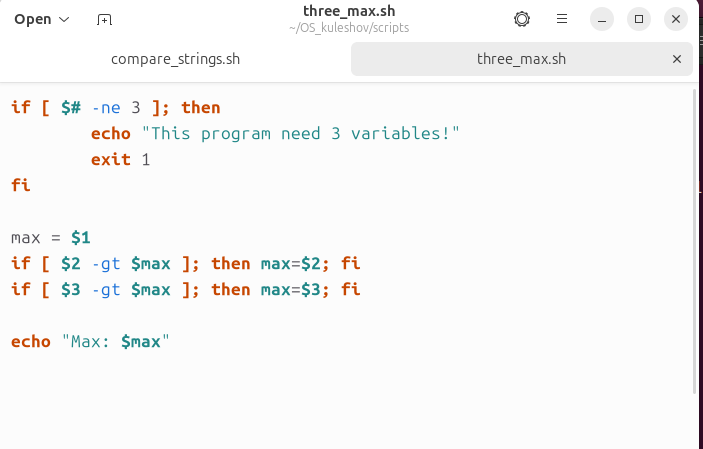 Open
three_max.sh
~/OS_kuleshov/scripts
compare_strings.sh
three_max.sh
if [ $# -ne 3 ]; then
        echo "This program need 3 variables!"
        exit 1
fi

max = $1
if [ $2 -gt $max ]; then max=$2; fi
if [ $3 -gt $max ]; then max=$3; fi

echo "Max: $max"